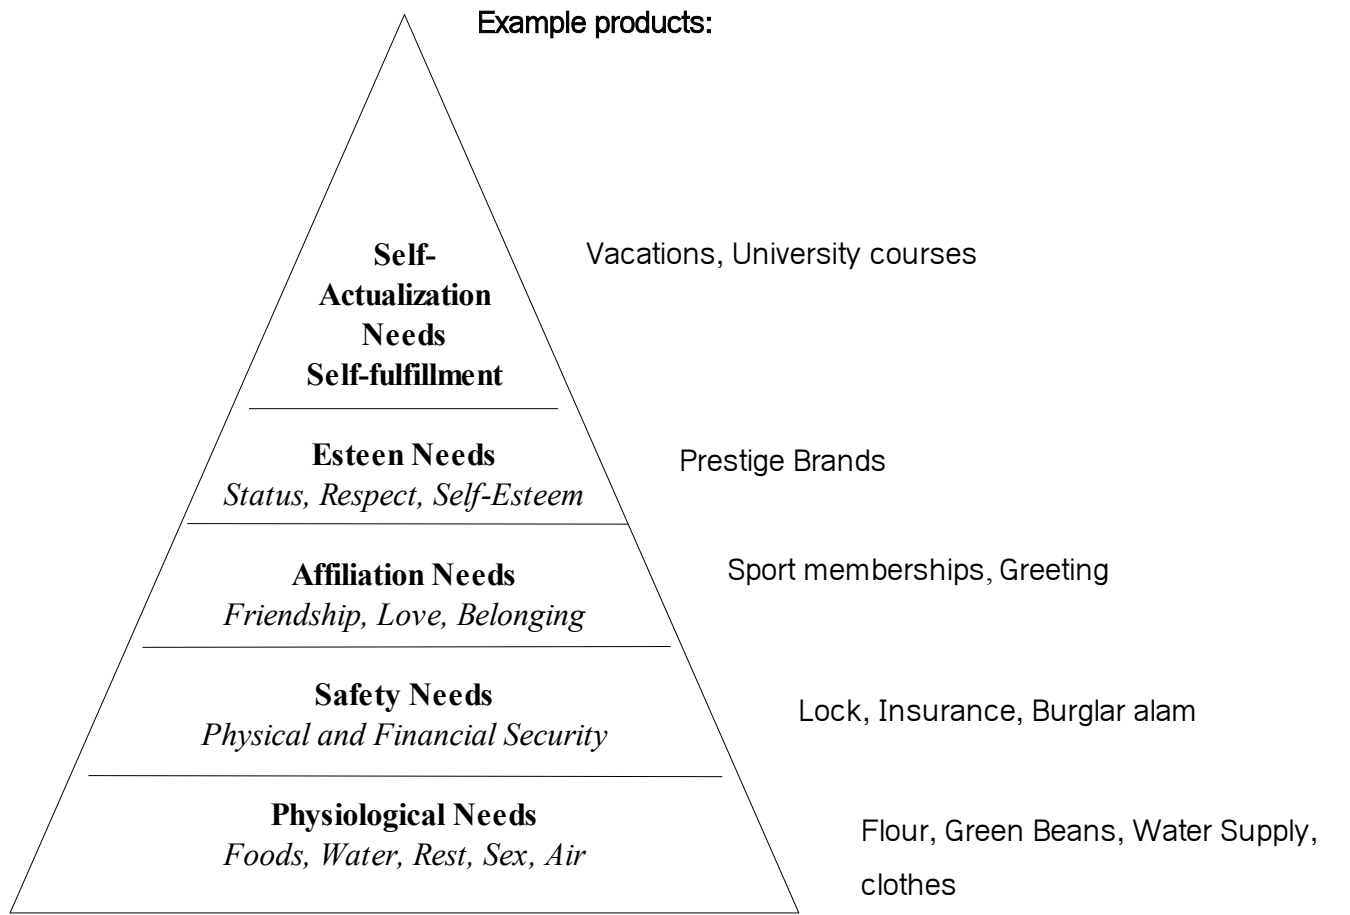 Example products:
Self-
Actualization
Needs
Self-fulfillment
Vacations, University courses
Esteen Needs
Status, Respect, Self-Esteem
Prestige Brands
Affiliation Needs
Friendship, Love, Belonging
Sport memberships, Greeting
Safety Needs
Physical and Financial Security
Lock, Insurance, Burglar alam
Physiological Needs
Foods, Water, Rest, Sex, Air
Flour, Green Beans, Water Supply,
clothes